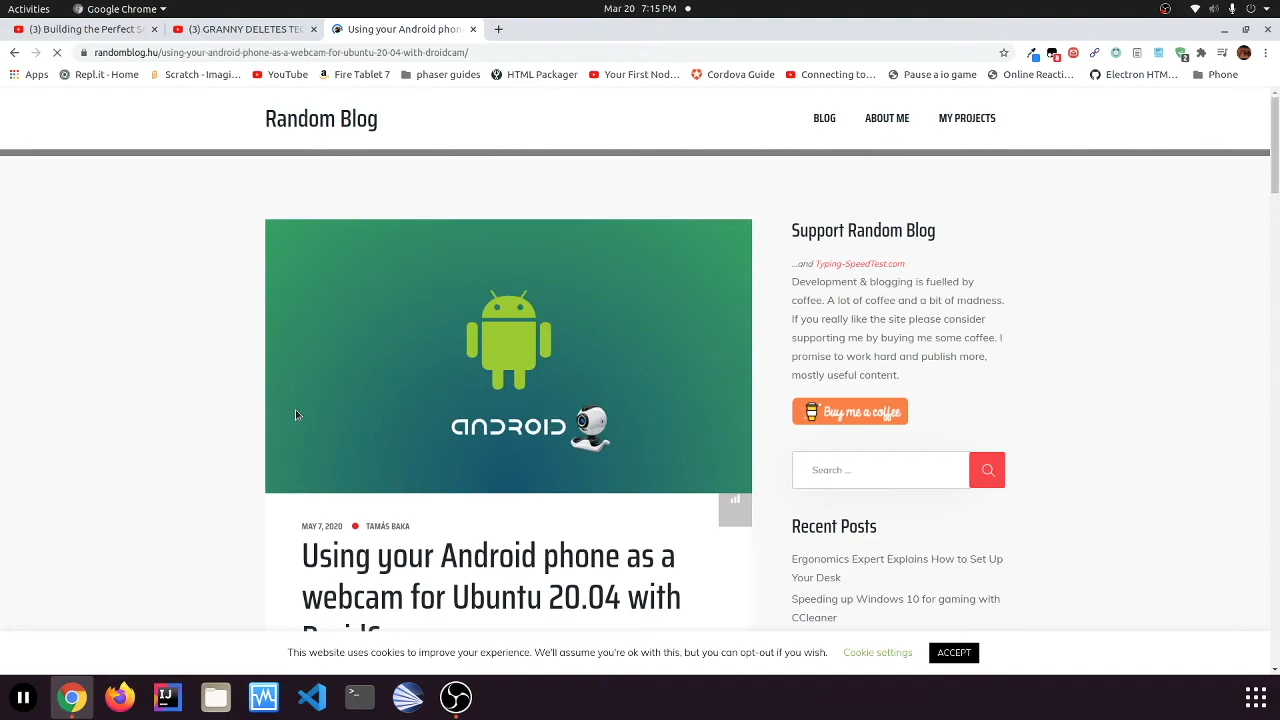 Activities
Google Chrome
Mar 20 7:15 PM
(3) Building the Perfect S
(3) GRANNY DELETES TEC
Using your Android phone
randomblog.hu/using-your-android-phone-as-a-webcam-for-ubuntu-20-04-with-droidcam/
Apps
Repl.it - Home
Scratch - Imagi...
YouTube
Fire Tablet 7
phaser guides
HTML Packager
Your First Nod...
Cordova Guide
Connecting to...
Pause a io game
Online Reacti...
Electron HTM...
Phone
Random Blog
BLOG
ABOUT ME
MY PROJECTS
ANDROID
MAY 7, 2020
TAMÁS BAKA
Using your Android phone as a
webcam for Ubuntu 20.04 with
Support Random Blog
...and Typing-SpeedTest.com
Development & blogging is fuelled by
coffee. A lot of coffee and a bit of madness.
If you really like the site please consider
supporting me by buying me some coffee. I
promise to work hard and publish more,
mostly useful content.
Buy me a coffee
Search ...
Recent Posts
Ergonomics Expert Explains How to Set Up
Your Desk
Speeding up Windows 10 for gaming with
CCleaner
This website uses cookies to improve your experience. We'll assume you're ok with this, but you can opt-out if you wish.
Cookie settings
ACCEPT